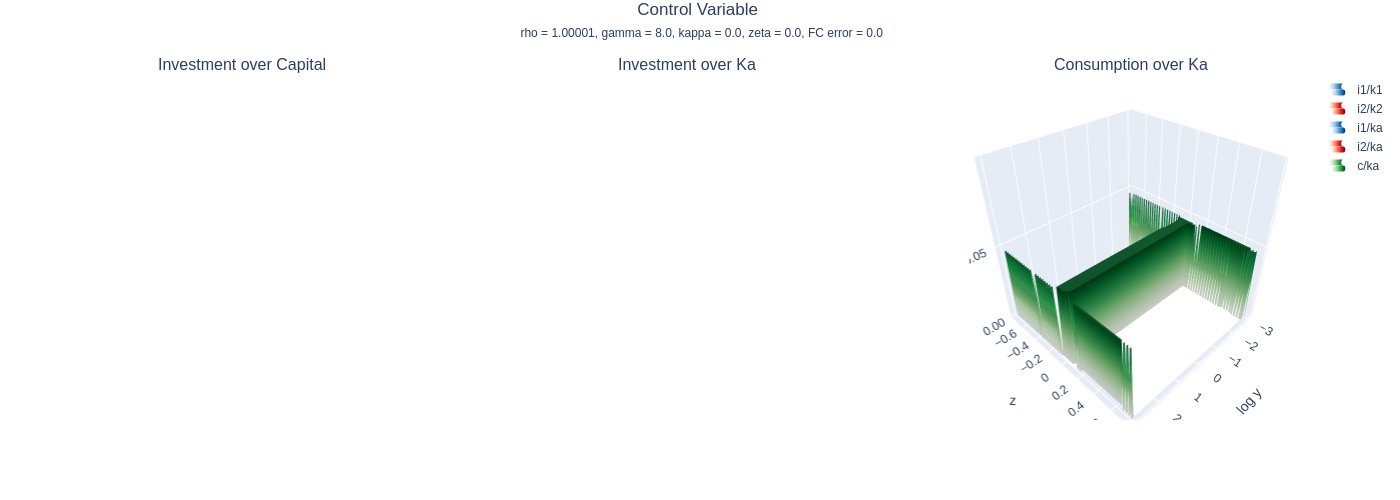 Control Variable
rho = 1.00001, gamma = 8.0, kappa = 0.0, zeta = 0.0, FC error = 0.0
Investment over Capital
Investment over Ka
Consumption over Ka
i1/k1
i2/k2
i1/ka
i2/ka
c/ka
.05
0.00
−0.6
−0.4
−0.2
0
0.2
0.4
z
−3
−2
−1
0
1
2
log y